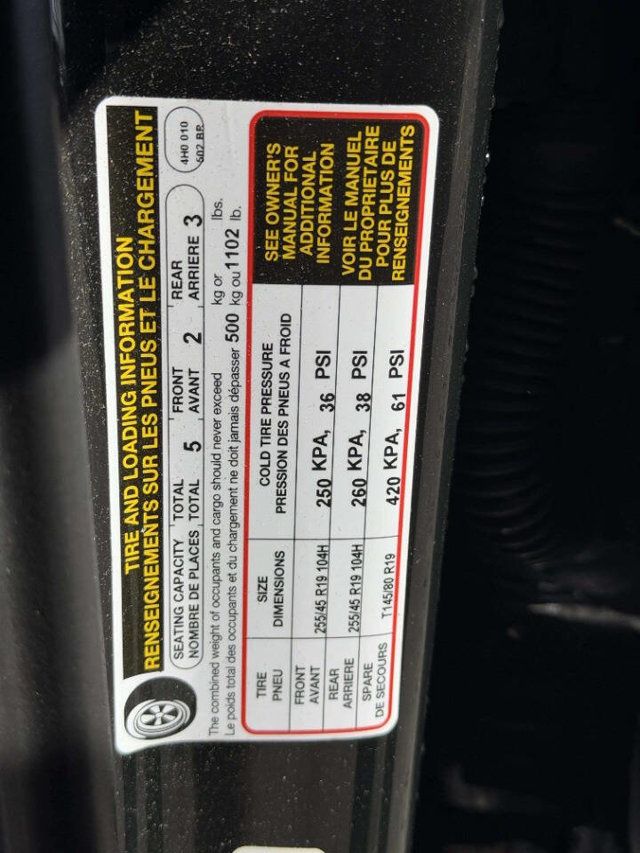 TIRE AND LOADING INFORMATION
RENSEIGNEMENTS SUR LES PNEUS ET LE CHARGEMENT
4H0 010
502 BR
SEATING CAPACITY TOTAL 5 FRONT 2 REAR 3
NOMBRE DE PLACES TOTAL AVANT ARRIERE
The combined weight of occupants and cargo should never exceed kg or lbs.
Le poids total des occupants et du chargement ne doit jamais dépasser 500 kg ou 1102 lb.
TIRE SIZE COLD TIRE PRESSURE
PNEU DIMENSIONS PRESSION DES PNEUS A FROID
SEE OWNER'S
MANUAL FOR
ADDITIONAL
INFORMATION
VOIR LE MANUEL
DU PROPRIETAIRE
POUR PLUS DE
RENSEIGNEMENTS
FRONT
AVANT 255/45 R19 104H 250 KPA, 36 PSI
REAR
ARRIERE 255/45 R19 104H 260 KPA, 38 PSI
SPARE
DE SECOURS T145/80 R19 420 KPA, 61 PSI